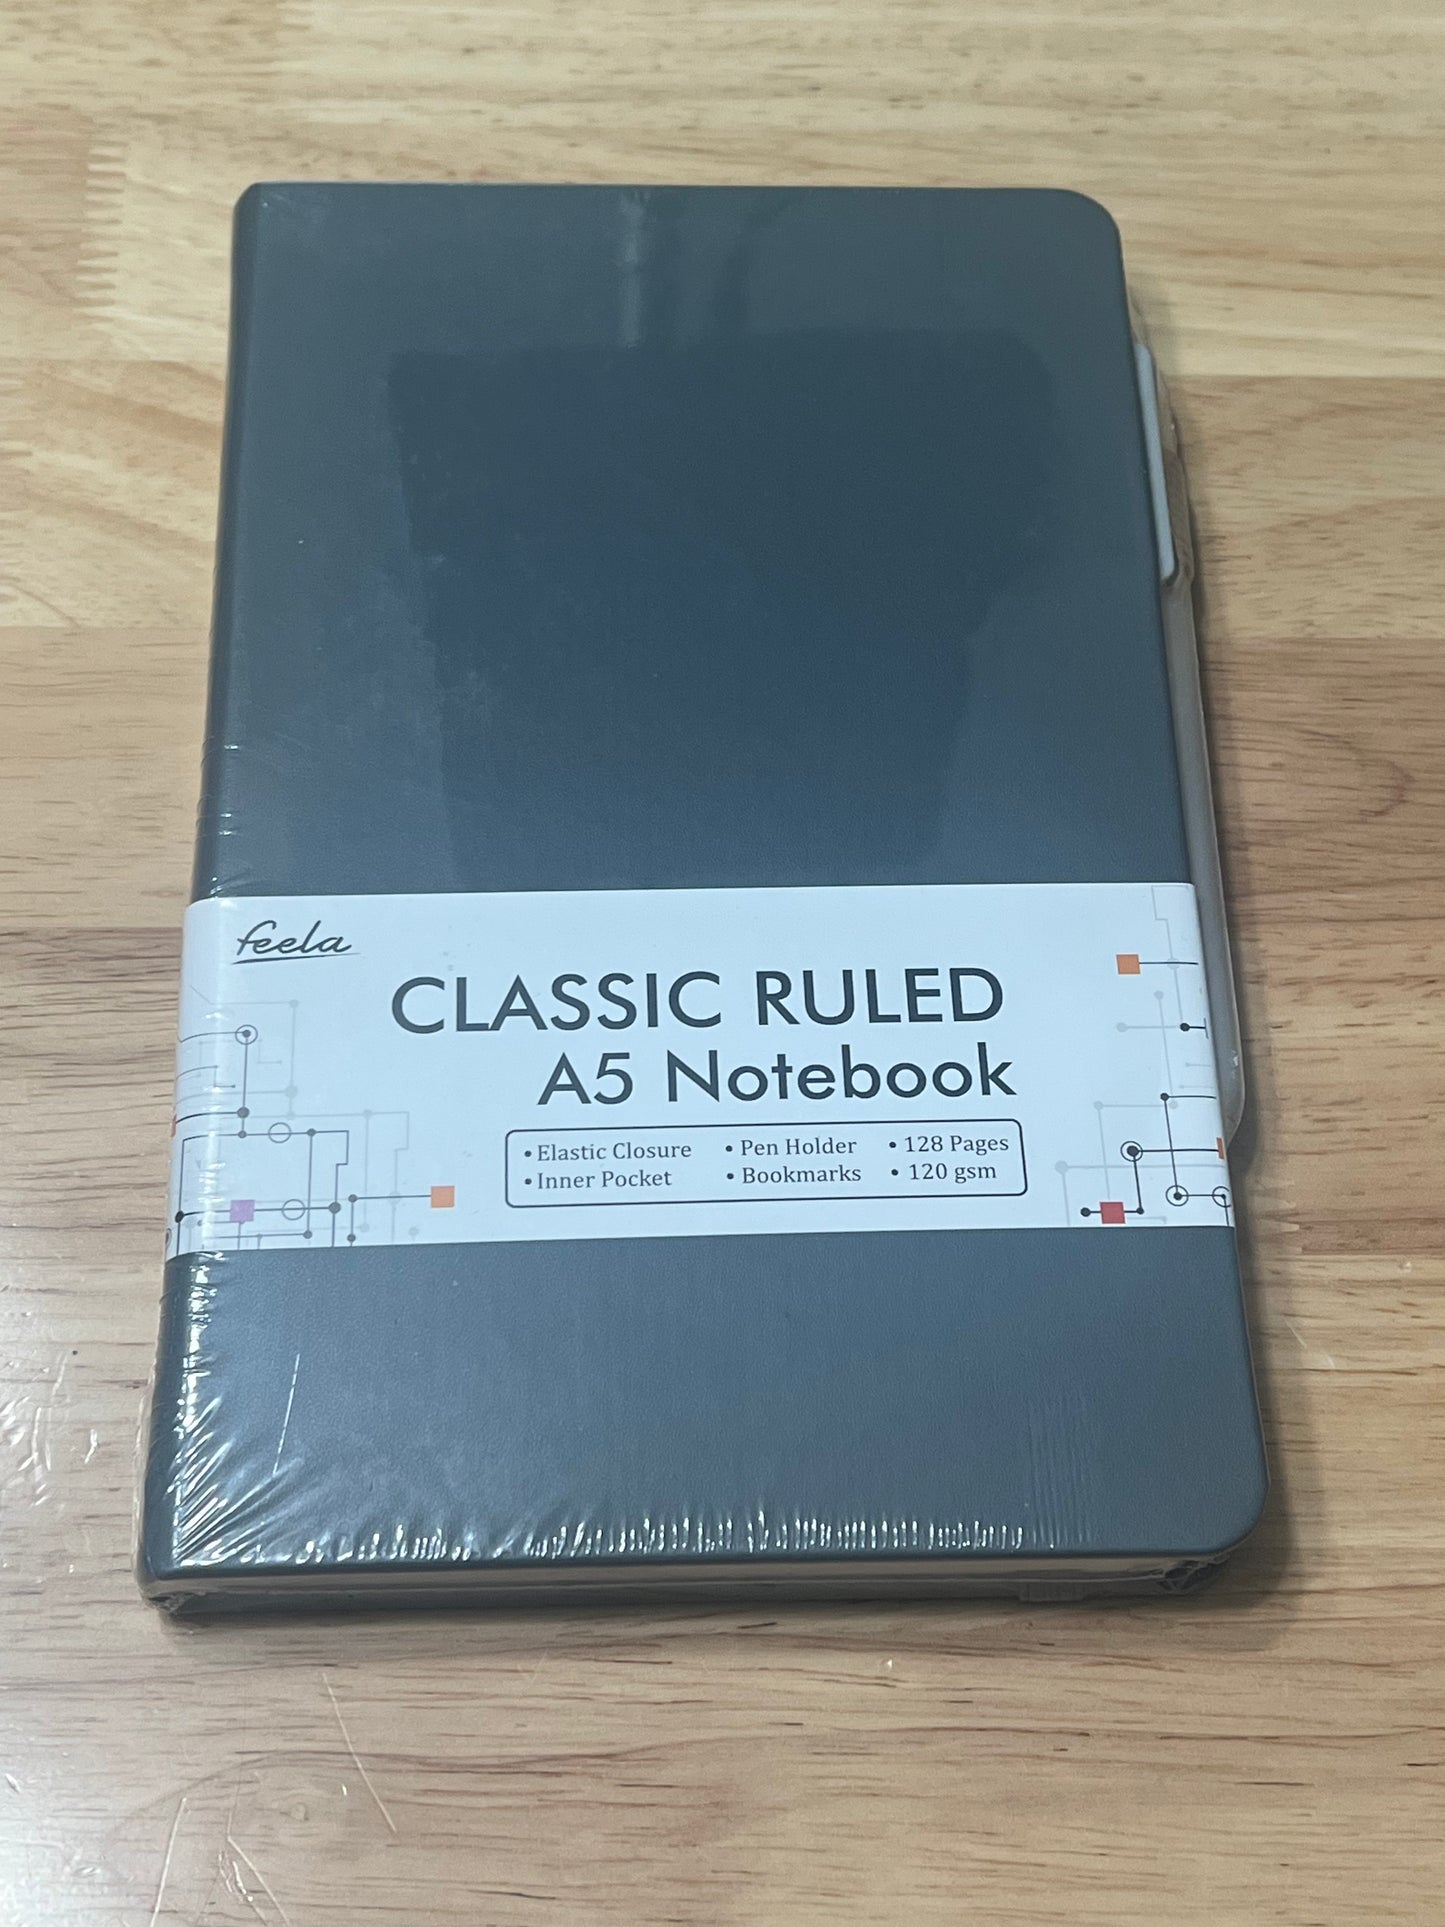 feela
CLASSIC RULED
A5 Notebook
• Elastic Closure • Pen Holder • 128 Pages
• Inner Pocket • Bookmarks • 120 gsm